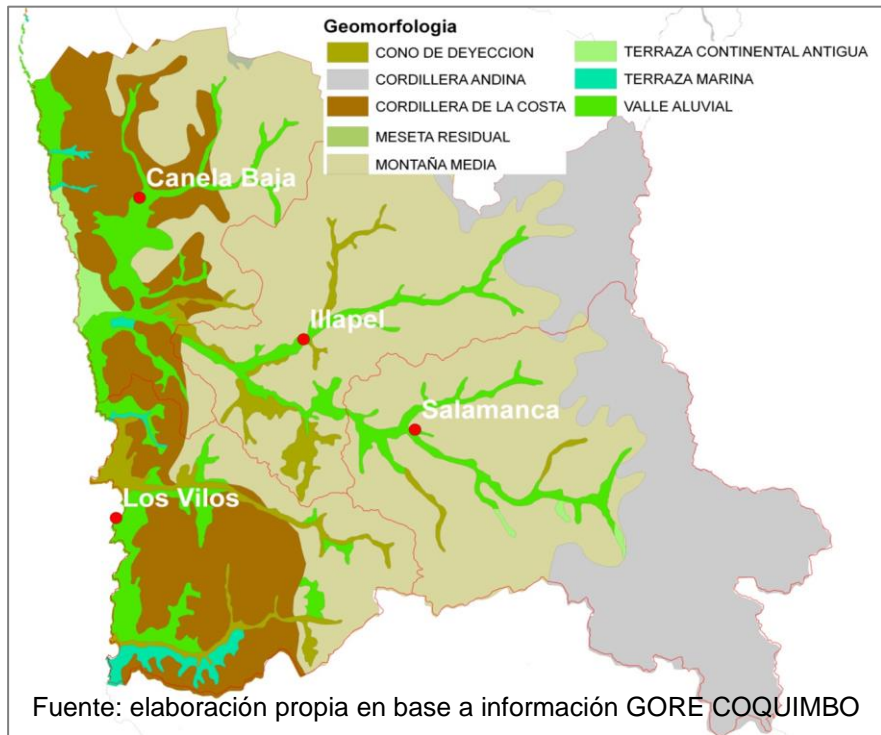 Geomorfologia
CONO DE DEYECCION
CORDILLERA ANDINA
CORDILLERA DE LA COSTA
MESETA RESIDUAL
MONTAÑA MEDIA
TERRAZA CONTINENTAL ANTIGUA
TERRAZA MARINA
VALLE ALUVIAL
Canela Baja
Illapel
Salamanca
Los Vilos
Fuente: elaboración propia en base a información GORE COQUIMBO